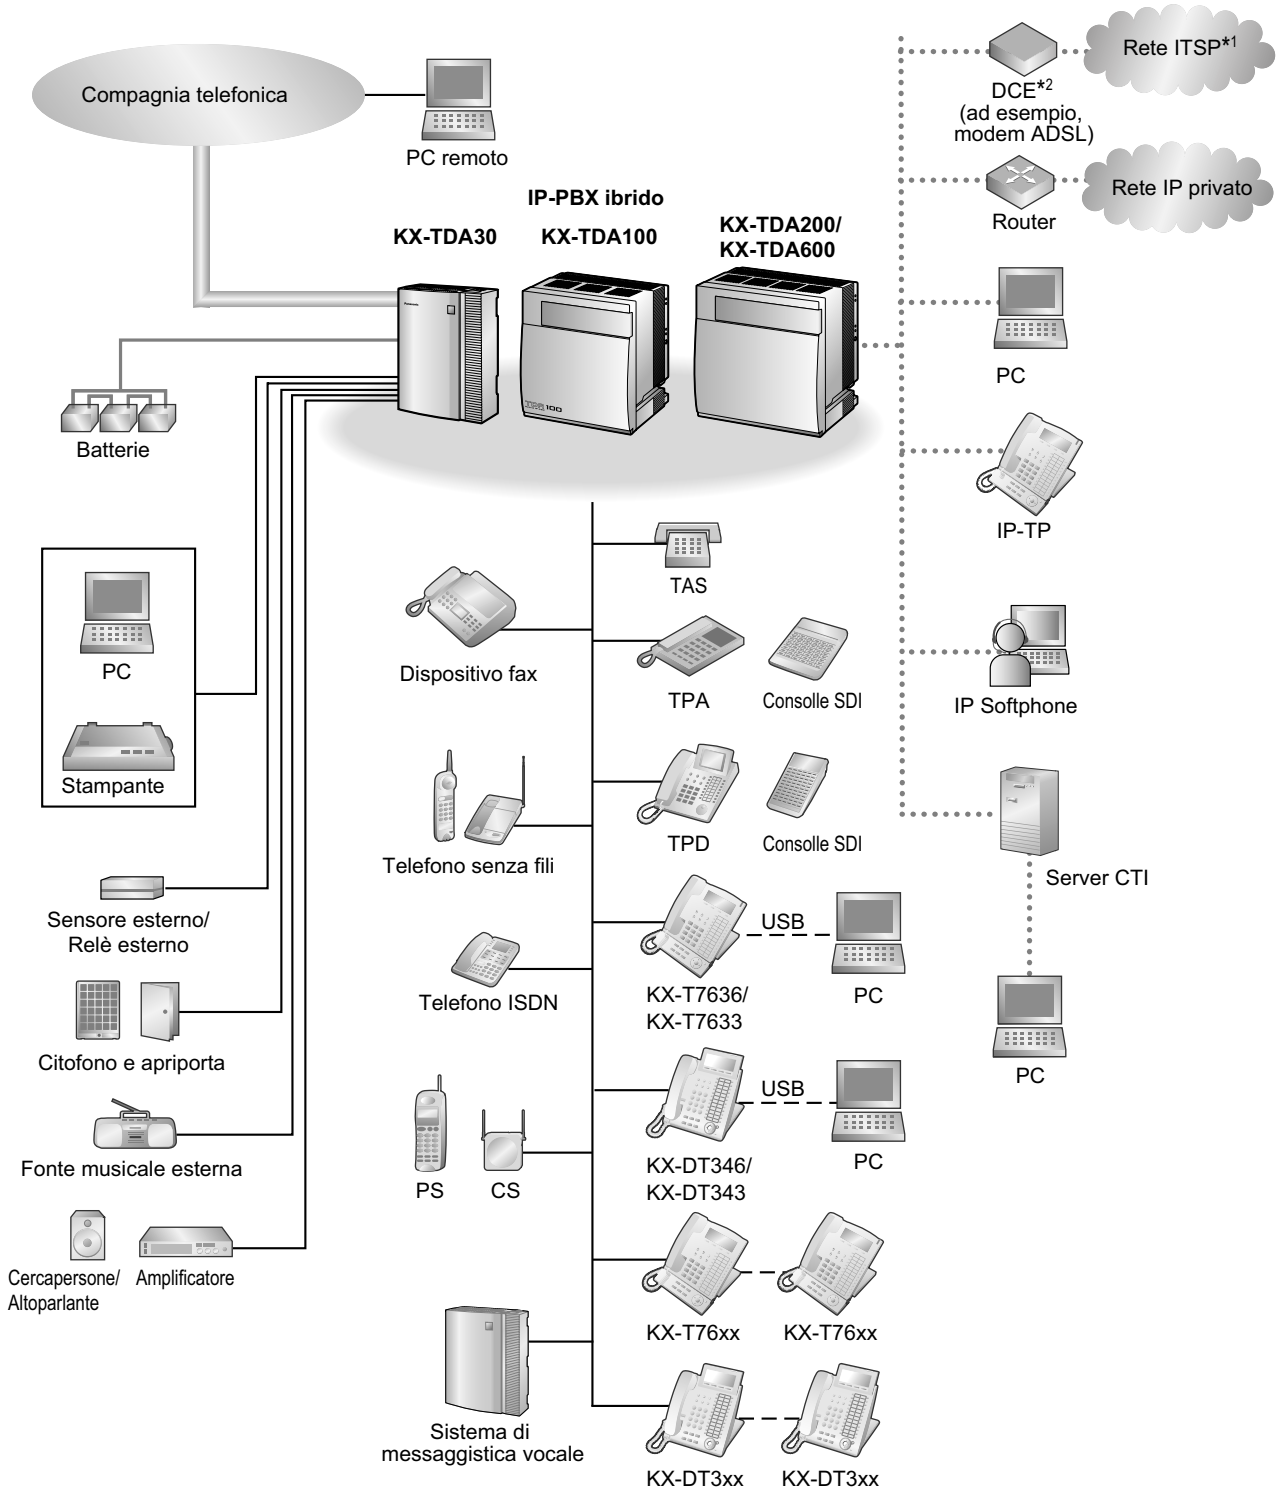 Compagnia telefonica
PC remoto
Rete ITSP*1
DCE*2
(ad esempio,
modem ADSL)
Rete IP privato
Router
IP-PBX ibrido
KX-TDA30
KX-TDA100
KX-TDA200/
KX-TDA600
Panasonic
TDA 100
PC
Batterie
IP-TP
TAS
PC
Dispositivo fax
TPA
Consolle SDI
IP Softphone
Stampante
Telefono senza fili
TPD
Consolle SDI
Server CTI
Sensore esterno/
Relè esterno
USB
KX-T7636/
KX-T7633
PC
Telefono ISDN
Citofono e apriporta
PC
USB
KX-DT346/
KX-DT343
PC
Fonte musicale esterna
PS
CS
Cercapersone/
Altoparlante
Amplificatore
KX-T76xx
KX-T76xx
Sistema di
messaggistica vocale
KX-DT3xx
KX-DT3xx